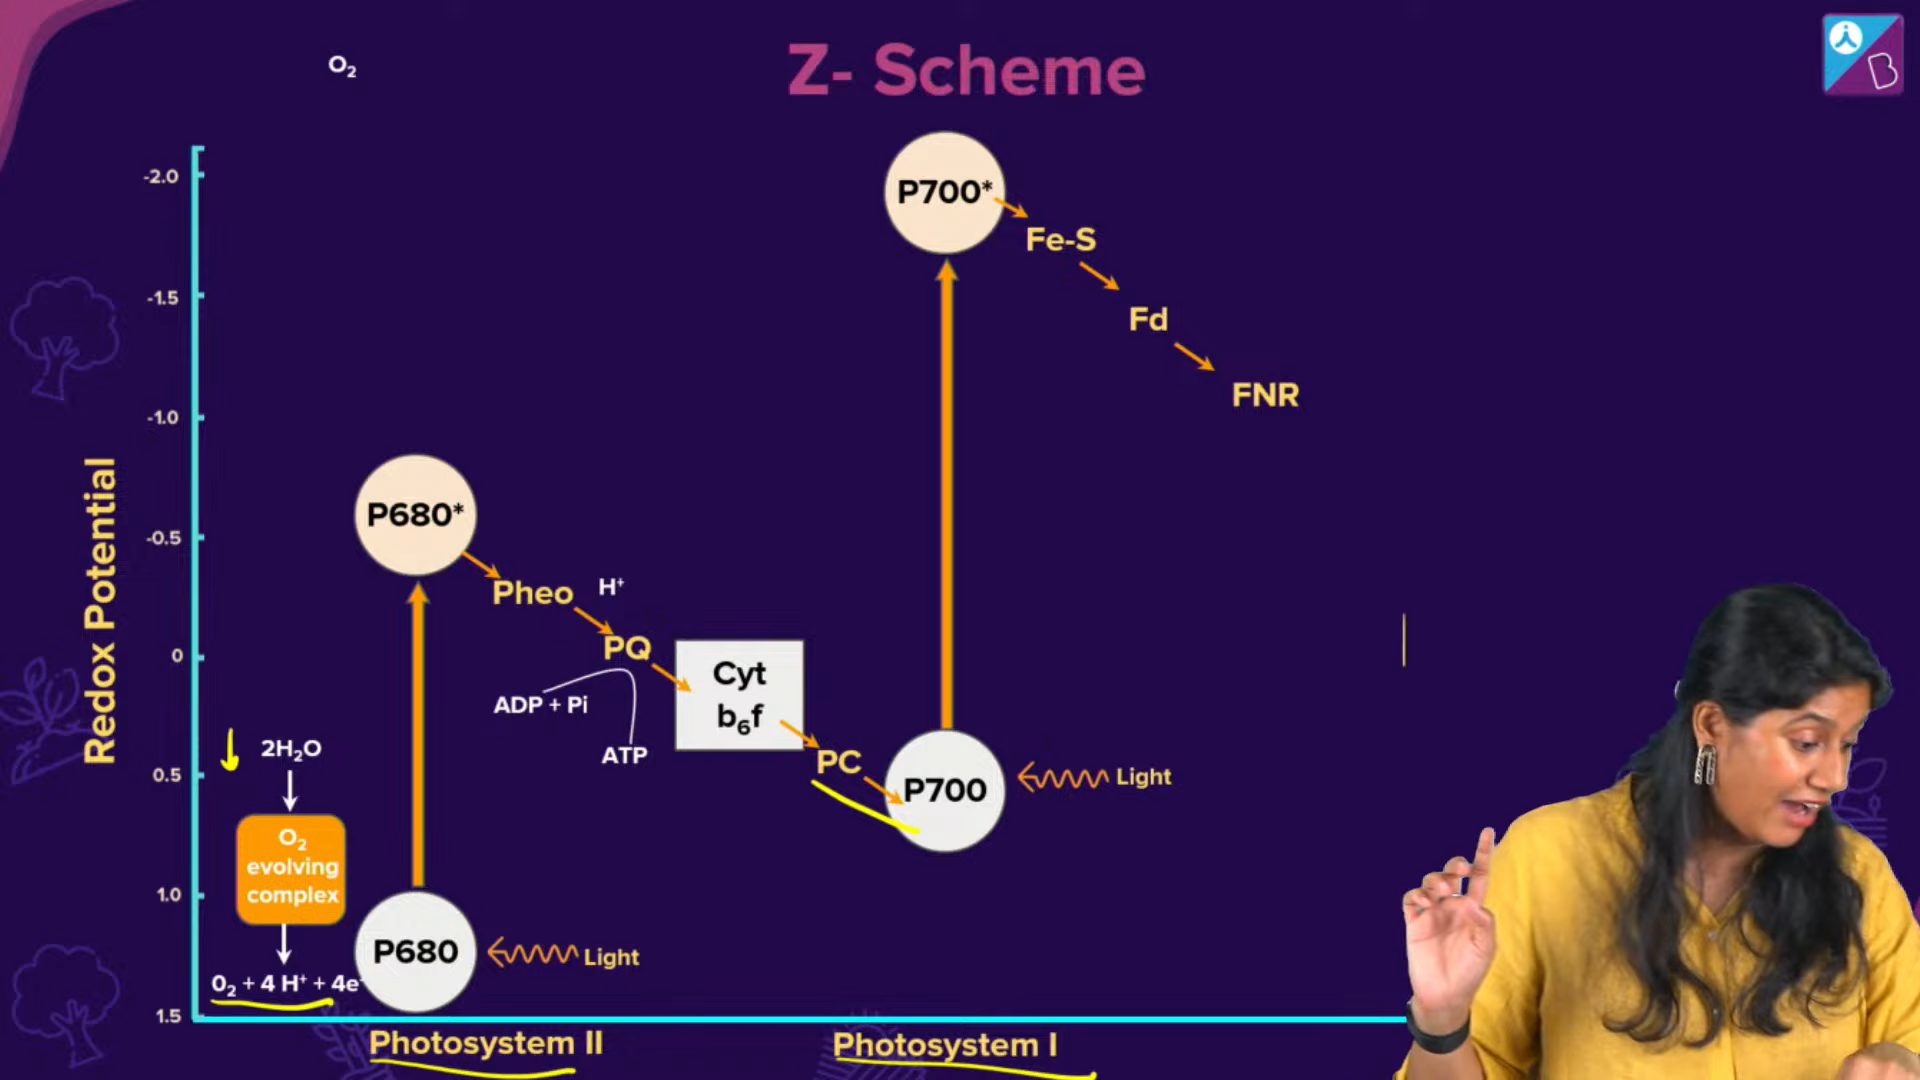 O₂
Z- Scheme
B
-2.0
-1.5
-1.0
-0.5
0
0.5
1.0
1.5
Redox Potential
P700*
Fe-S
Fd
FNR
P680*
Pheo
H⁺
PQ
ADP + Pi
ATP
Cyt
b₆f
PC
P700
Light
2H₂O
O₂
evolving
complex
0₂ + 4 H⁺ + 4e⁻
P680
Light
Photosystem II
Photosystem I